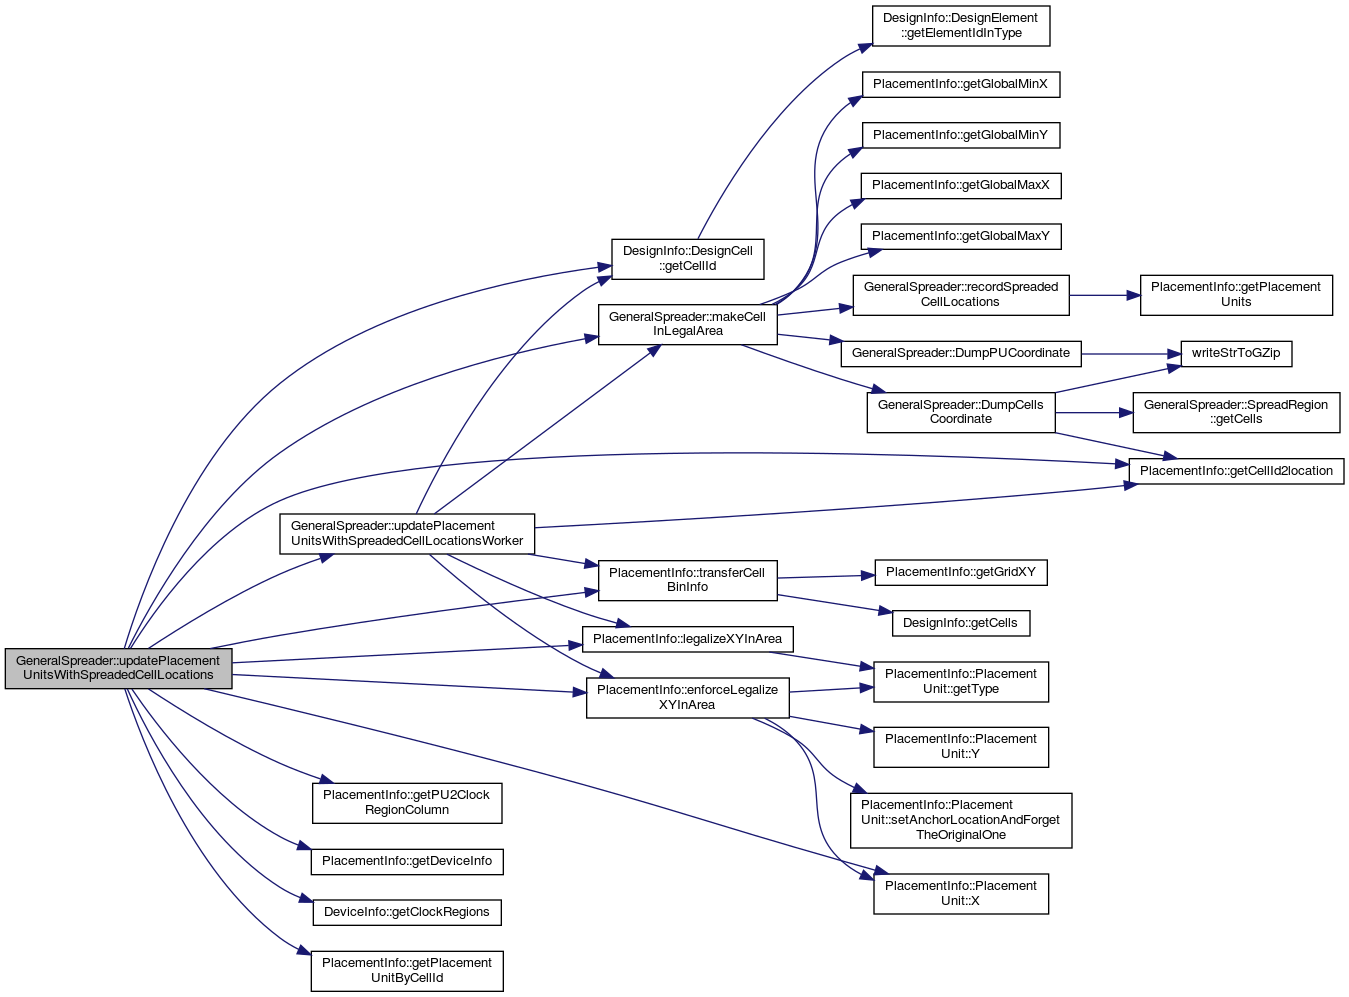 DesignInfo::DesignElement
::getElementIdInType
PlacementInfo::getGlobalMinX
PlacementInfo::getGlobalMinY
PlacementInfo::getGlobalMaxX
PlacementInfo::getGlobalMaxY
DesignInfo::DesignCell
::getCellId
GeneralSpreader::recordSpreaded
CellLocations
PlacementInfo::getPlacement
Units
GeneralSpreader::makeCell
InLegalArea
GeneralSpreader::DumpPUCoordinate
writeStrToGZip
GeneralSpreader::DumpCells
Coordinate
GeneralSpreader::SpreadRegion
::getCells
PlacementInfo::getCellId2location
GeneralSpreader::updatePlacement
UnitsWithSpreadedCellLocationsWorker
PlacementInfo::transferCell
BinInfo
PlacementInfo::getGridXY
DesignInfo::getCells
PlacementInfo::legalizeXYInArea
GeneralSpreader::updatePlacement
UnitsWithSpreadedCellLocations
PlacementInfo::Placement
Unit::getType
PlacementInfo::enforceLegalize
XYInArea
PlacementInfo::Placement
Unit::Y
PlacementInfo::getPU2Clock
RegionColumn
PlacementInfo::Placement
Unit::setAnchorLocationAndForget
TheOriginalOne
PlacementInfo::getDeviceInfo
PlacementInfo::Placement
Unit::X
DeviceInfo::getClockRegions
PlacementInfo::getPlacement
UnitByCellId